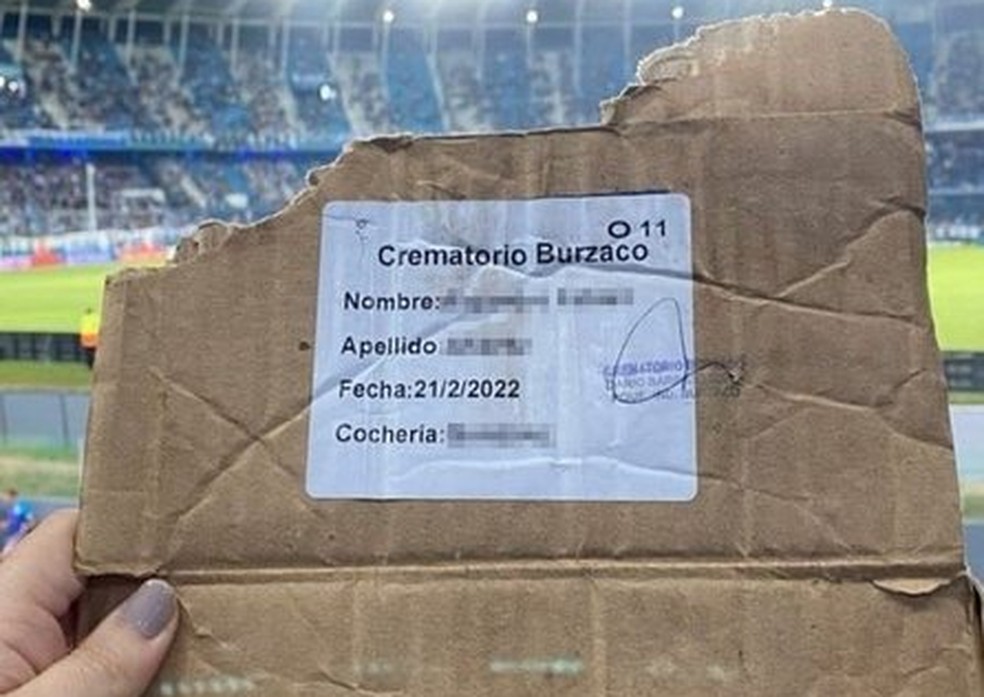 O 11
Crematorio Burzaco
Nombre:
Apellido
Fecha:21/2/2022
Cochería: